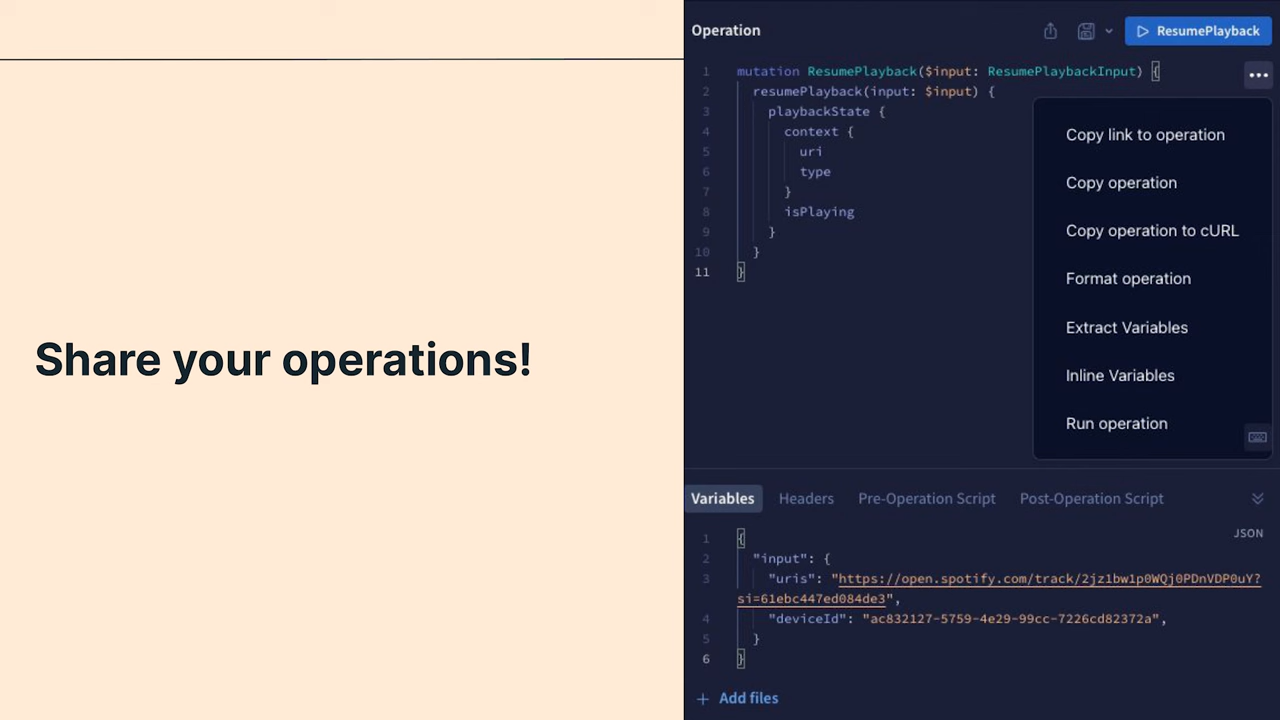 Share your operations!
Operation
ResumePlayback
1 mutation ResumePlayback($input: ResumePlaybackInput) {
2 resumePlayback(input: $input) {
3 playbackState {
4 context {
5 uri
6 type
7 }
8 isPlaying
9 }
10 }
11 }
Copy link to operation
Copy operation
Copy operation to cURL
Format operation
Extract Variables
Inline Variables
Run operation
Variables Headers Pre-Operation Script Post-Operation Script
JSON
1 {
2 "input": {
3 "uris": "https://open.spotify.com/track/2jz1bw1p0WQj0PDnVDP0uY?
si=61ebc447ed084de3",
4 "deviceId": "ac832127-5759-4e29-99cc-7226cd82372a",
5 }
6 }
+ Add files